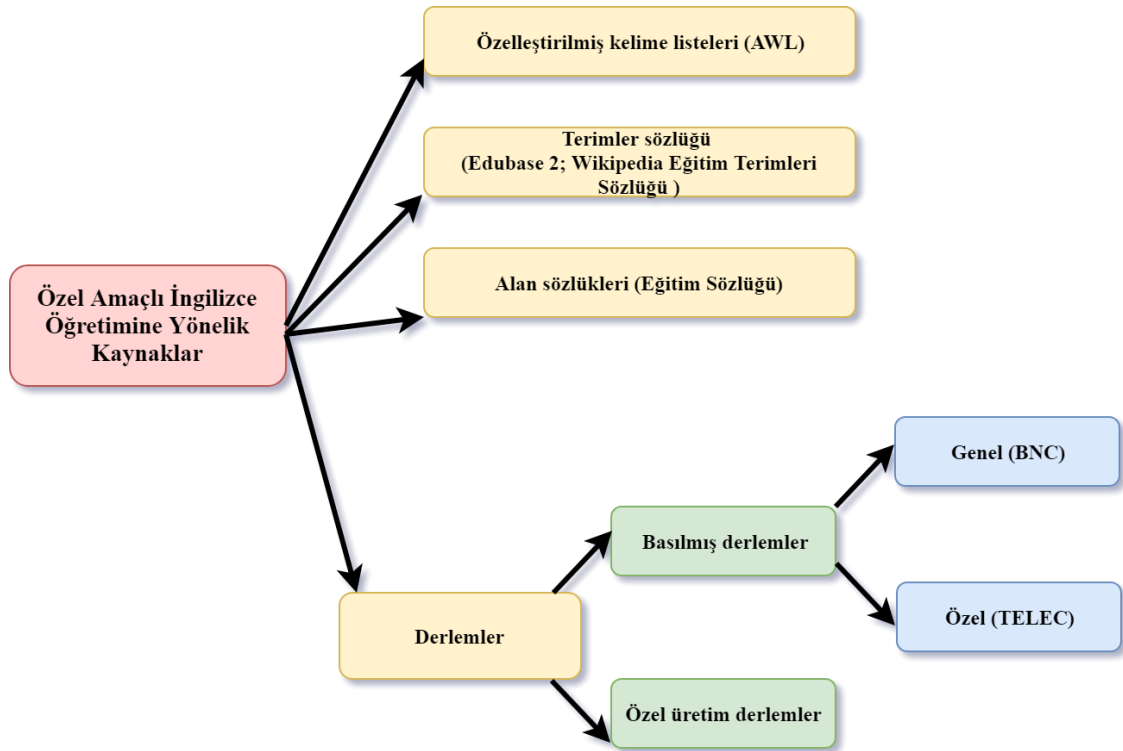 Özelleştirilmiş kelime listeleri (AWL)
Terimler sözlüğü
(Edubase 2; Wikipedia Eğitim Terimleri
Sözlüğü )
Alan sözlükleri (Eğitim Sözlüğü)
Özel Amaçlı İngilizce
Öğretimine Yönelik
Kaynaklar
Genel (BNC)
Basılmış derlemler
Özel (TELEC)
Derlemler
Özel üretim derlemler